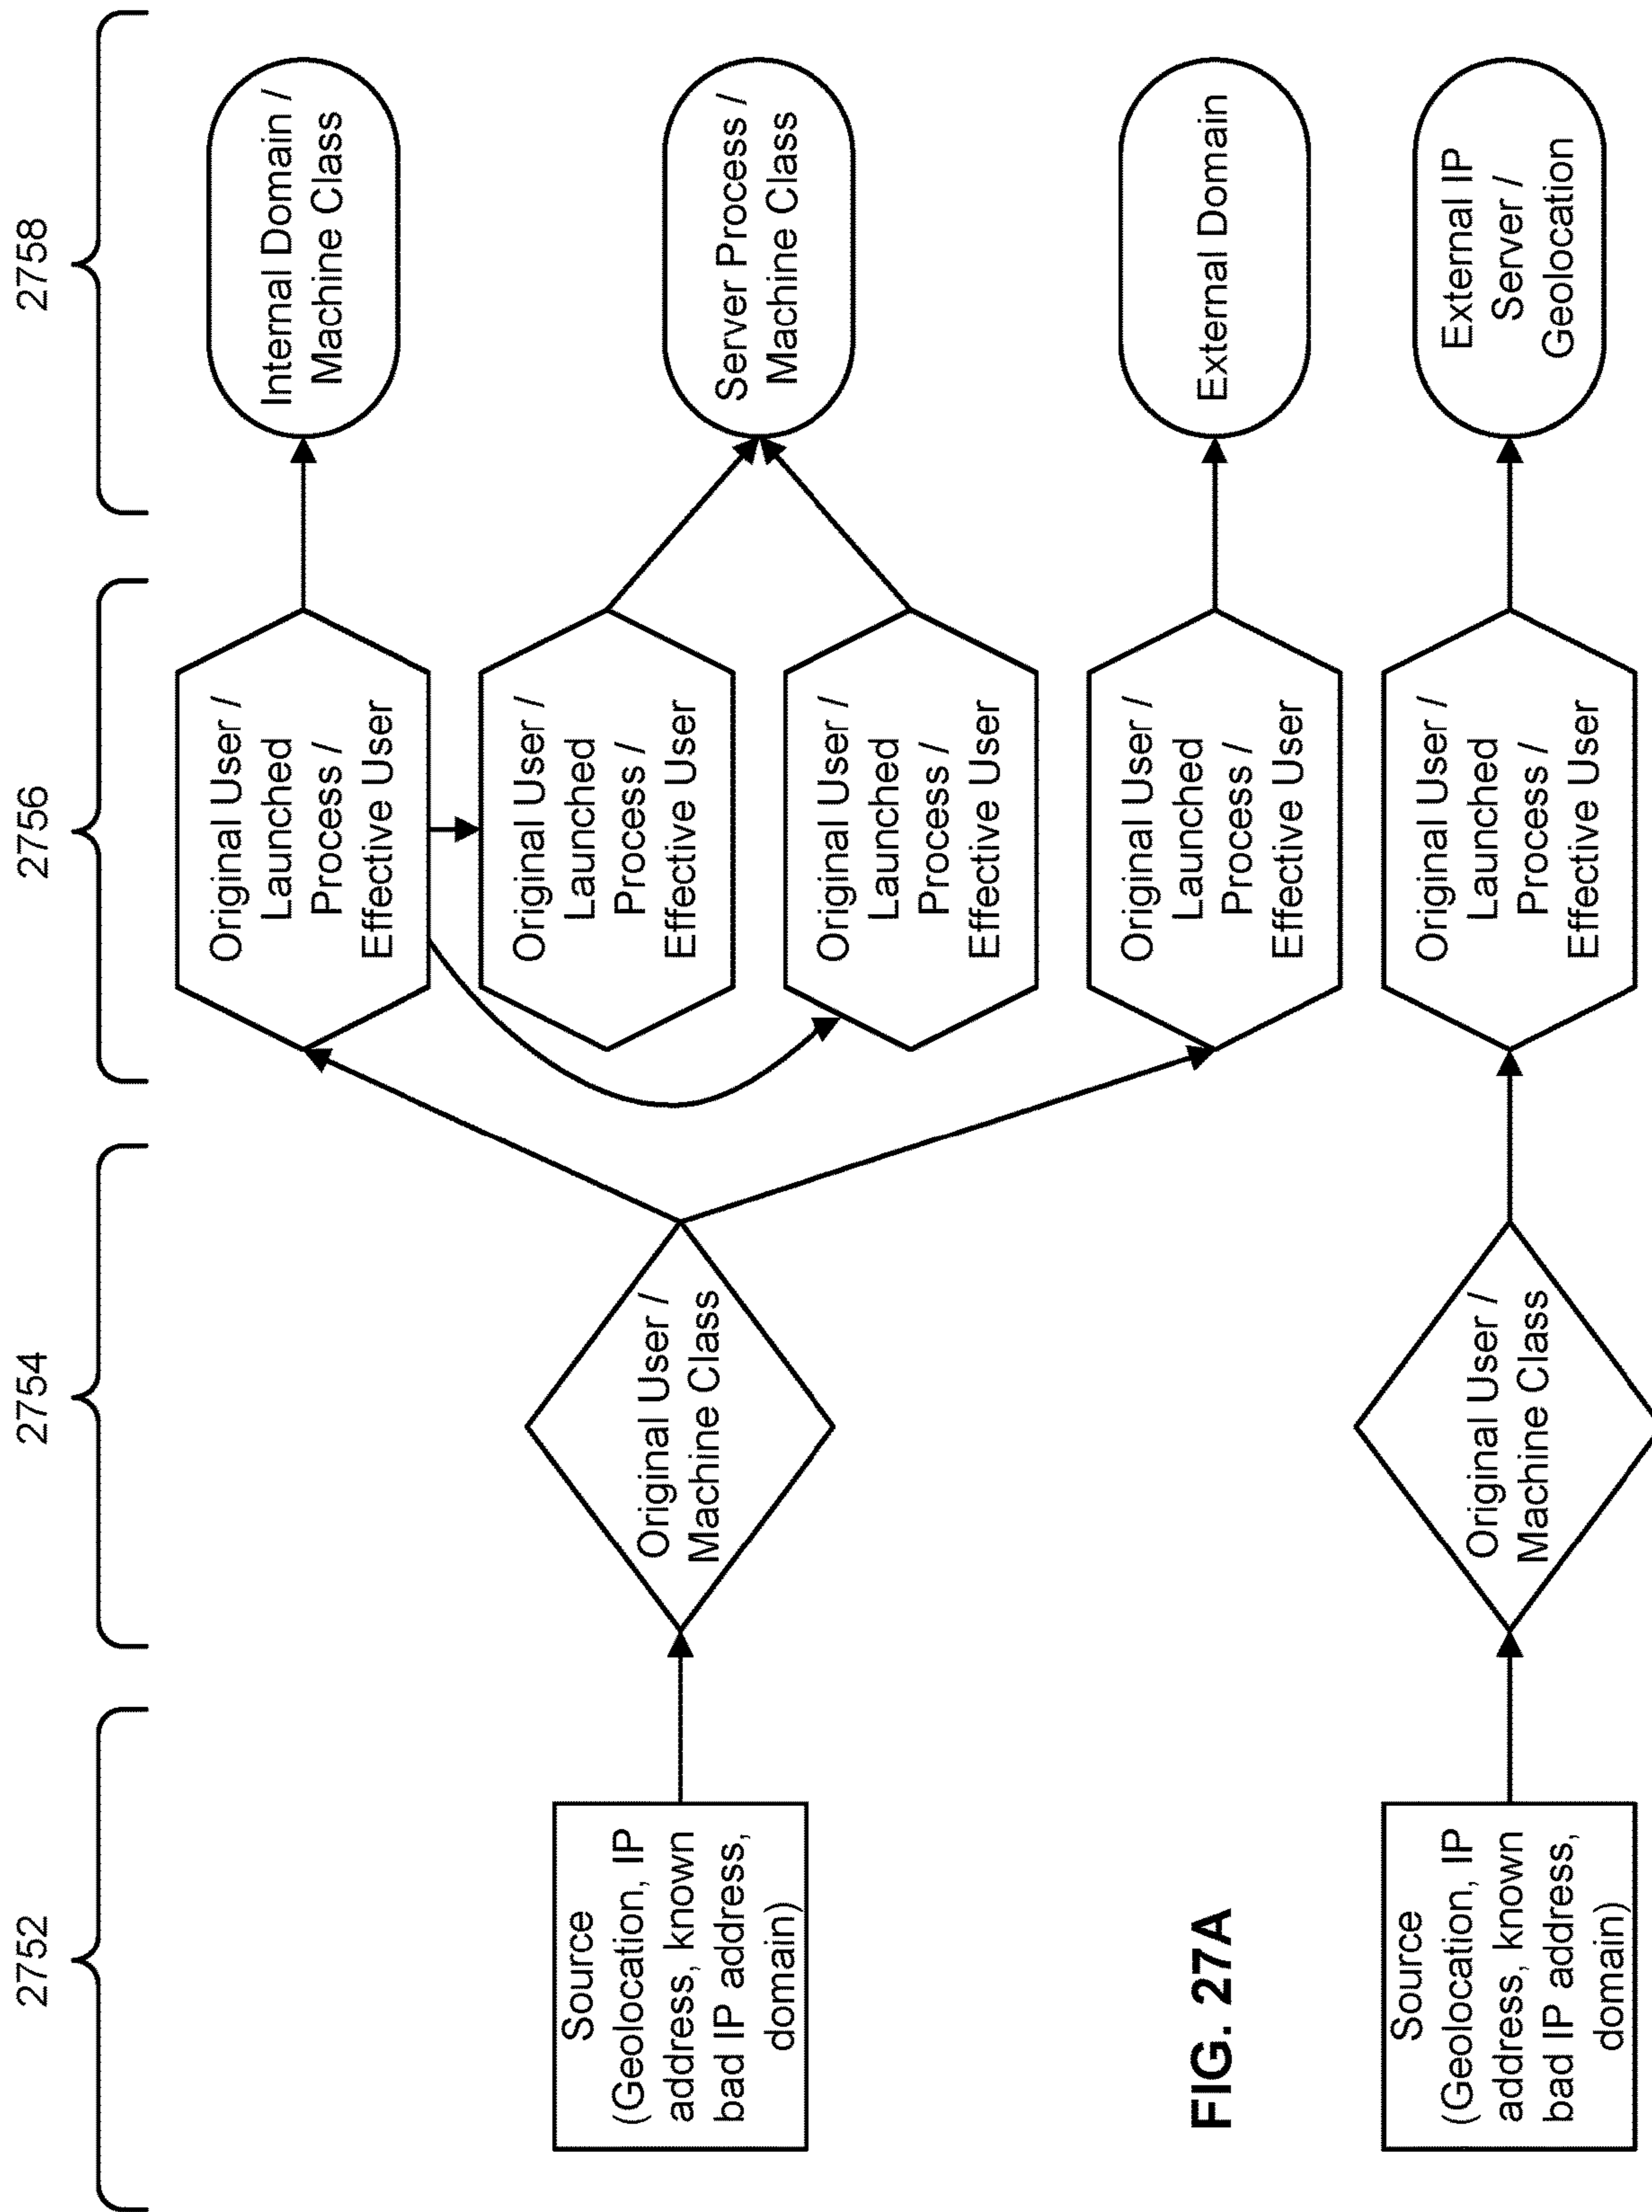 2752
2754
2756
2758
Source
(Geolocation, IP
address, known
bad IP address,
domain)
Original User /
Machine Class
Original User /
Launched
Process /
Effective User
Internal Domain /
Machine Class
Original User /
Launched
Process /
Effective User
Original User /
Launched
Process /
Effective User
Server Process /
Machine Class
Original User /
Launched
Process /
Effective User
External Domain
FIG. 27A
Source
(Geolocation, IP
address, known
bad IP address,
domain)
Original User /
Machine Class
Original User /
Launched
Process /
Effective User
External IP
Server /
Geolocation